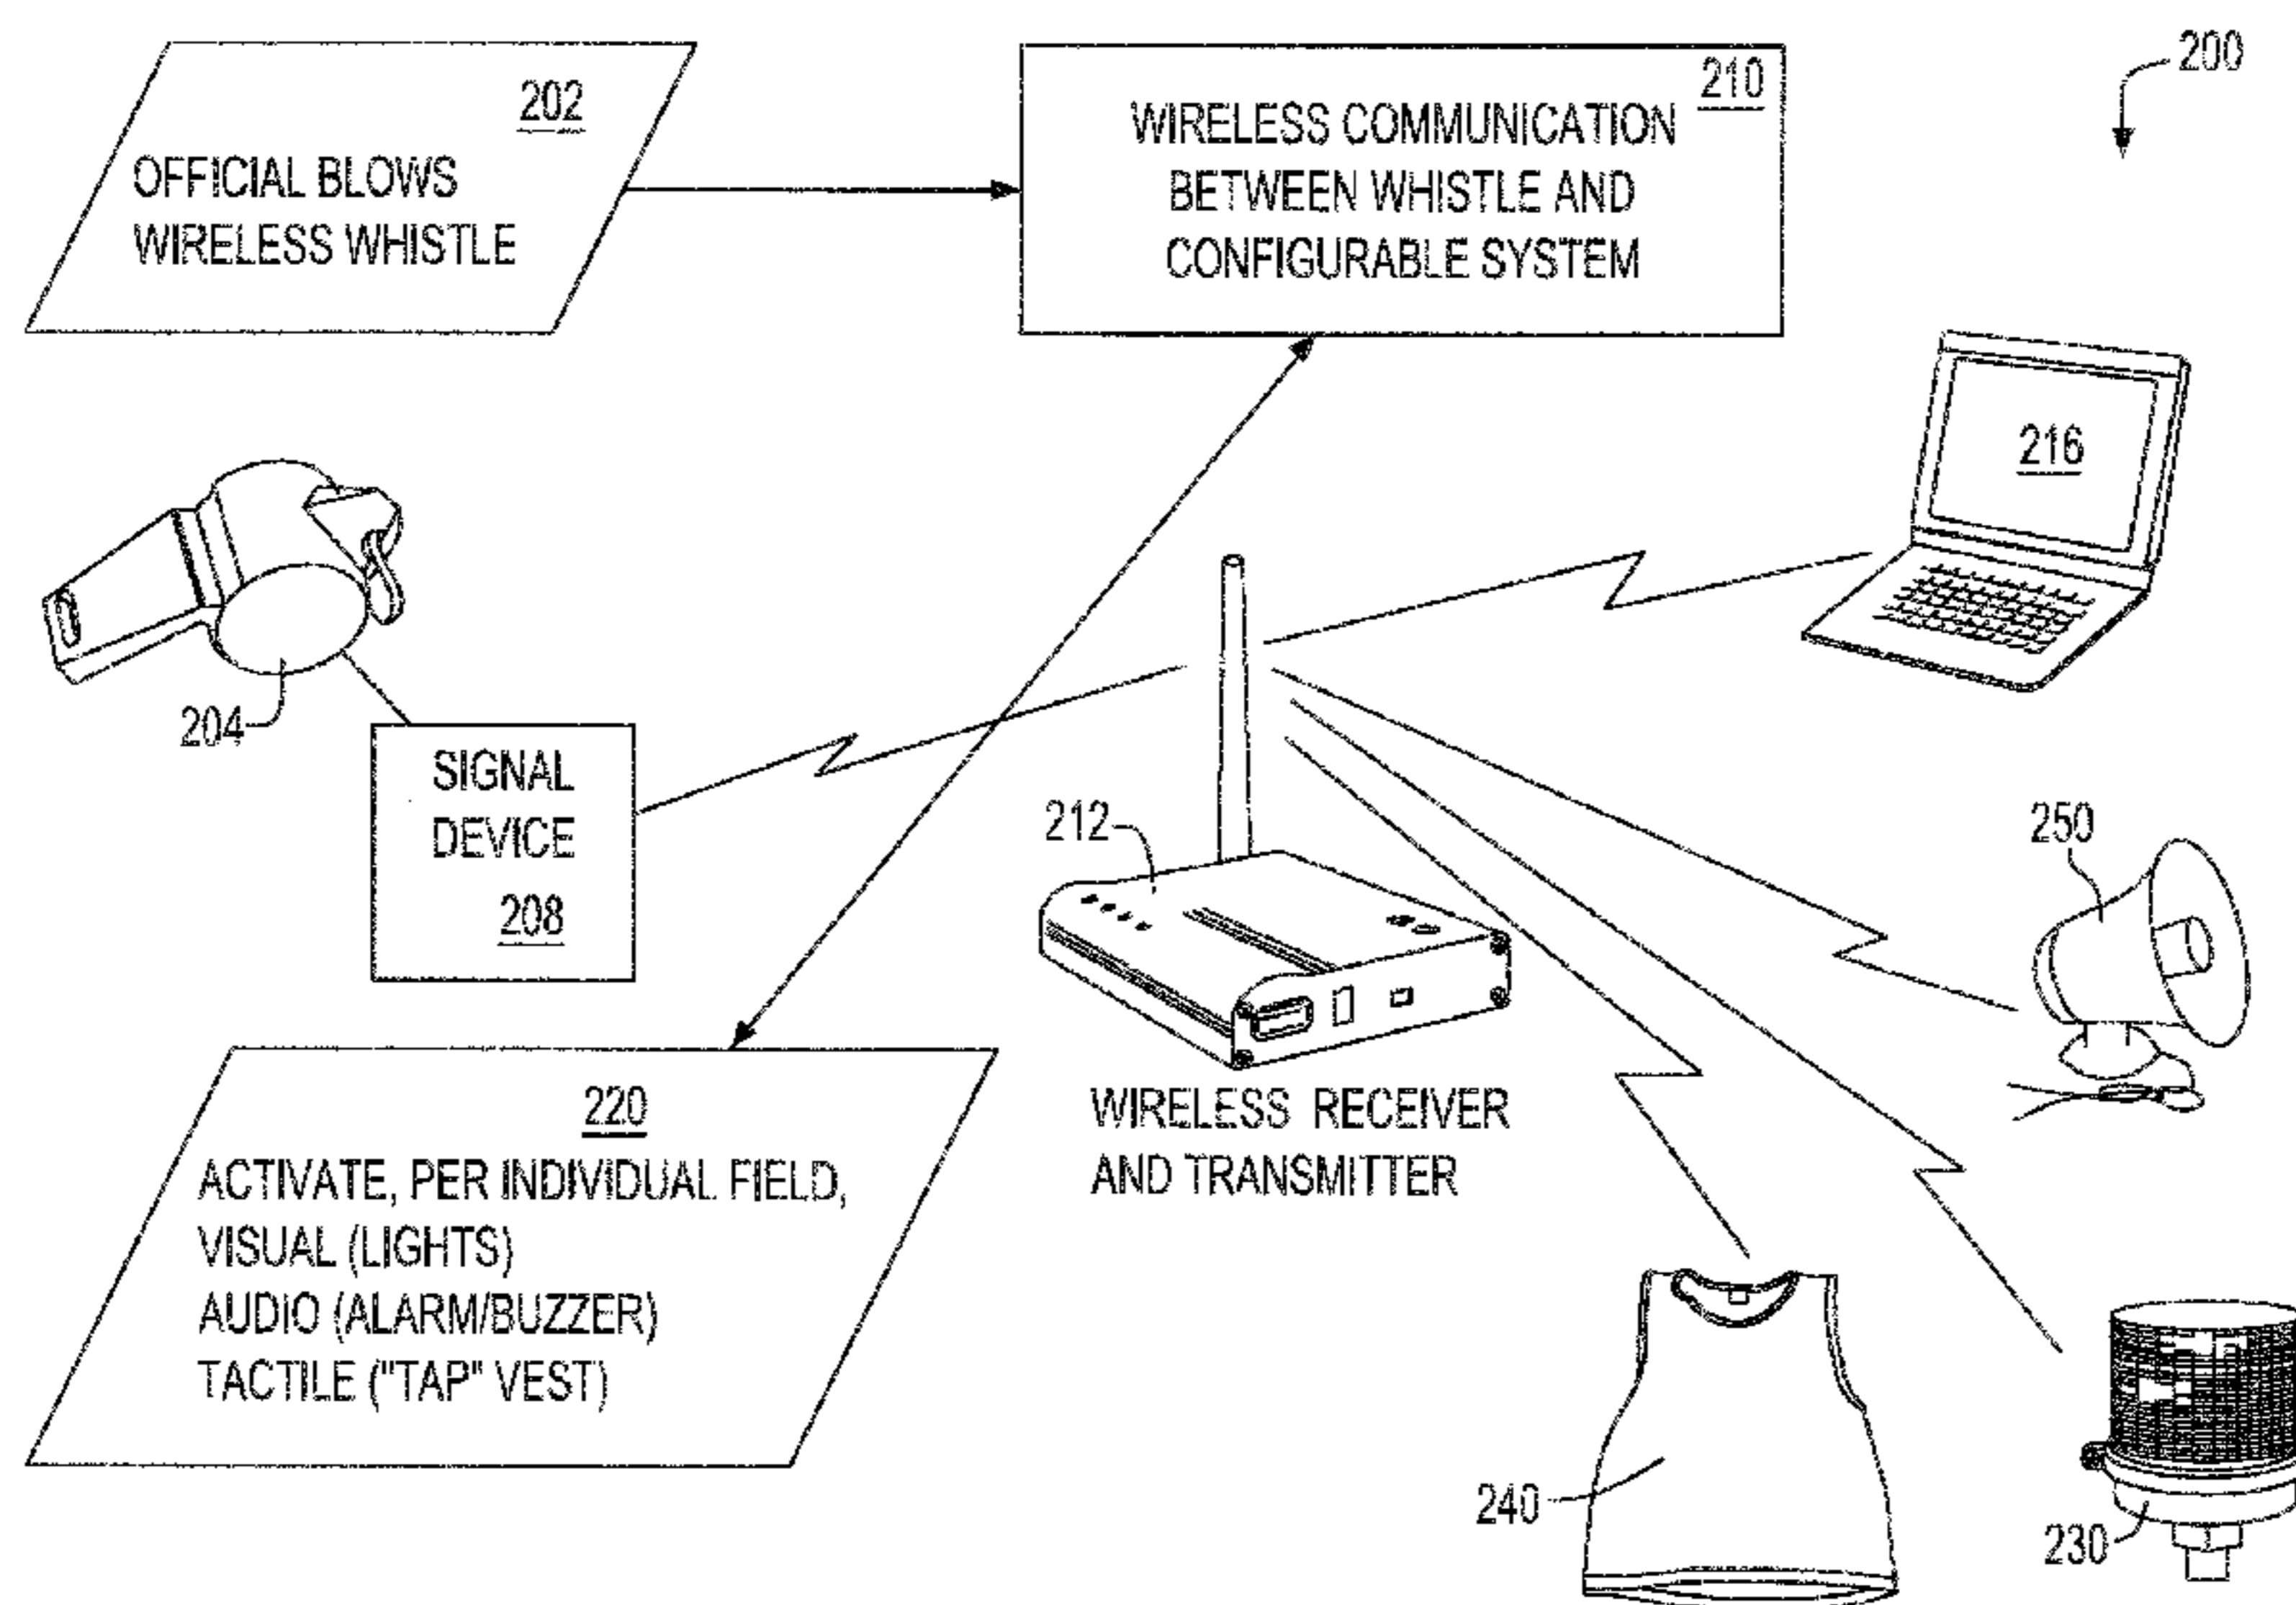 202
OFFICIAL BLOWS
WIRELESS WHISTLE
210
WIRELESS COMMUNICATION
BETWEEN WHISTLE AND
CONFIGURABLE SYSTEM
200
216
204
SIGNAL
DEVICE
208
212
WIRELESS RECEIVER
AND TRANSMITTER
250
220
ACTIVATE, PER INDIVIDUAL FIELD,
VISUAL (LIGHTS)
AUDIO (ALARM/BUZZER)
TACTILE ("TAP" VEST)
240
230